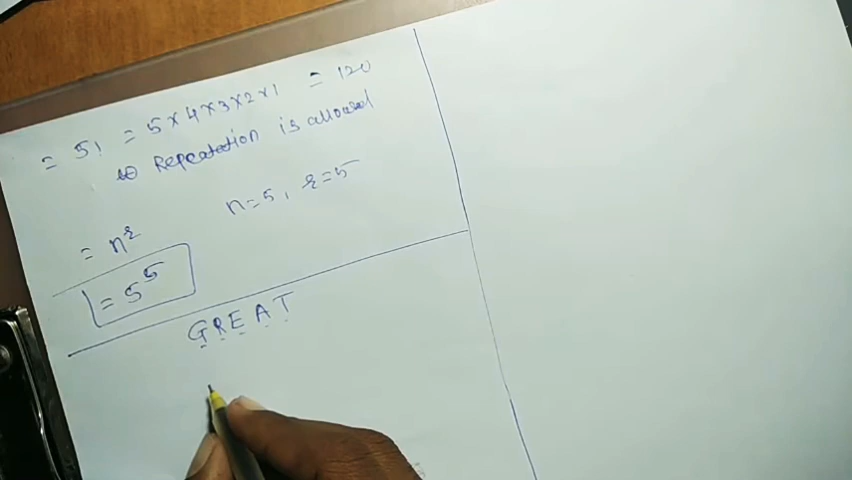 = 5! = 5 × 4 × 3 × 2 × 1 = 120
Repeatation is allowed
n=5, r=5
= n^r
= 5^5
GREAT